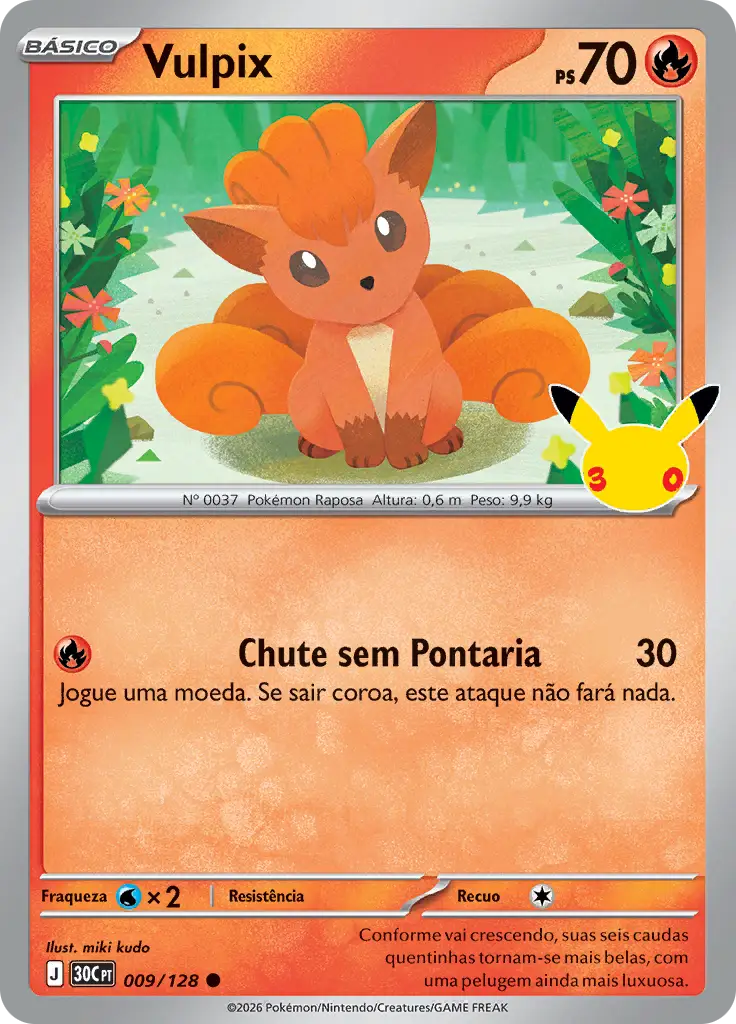 BÁSICO
Vulpix
PS 70
30
Nº 0037 Pokémon Raposa Altura: 0,6 m Peso: 9,9 kg
Chute sem Pontaria 30
Jogue uma moeda. Se sair coroa, este ataque não fará nada.
Fraqueza ×2 Resistência Recuo
Ilust. miki kudo
Conforme vai crescendo, suas seis caudas
quentinhas tornam-se mais belas, com
uma pelugem ainda mais luxuosa.
J 30C PT 009/128
©2026 Pokémon/Nintendo/Creatures/GAME FREAK